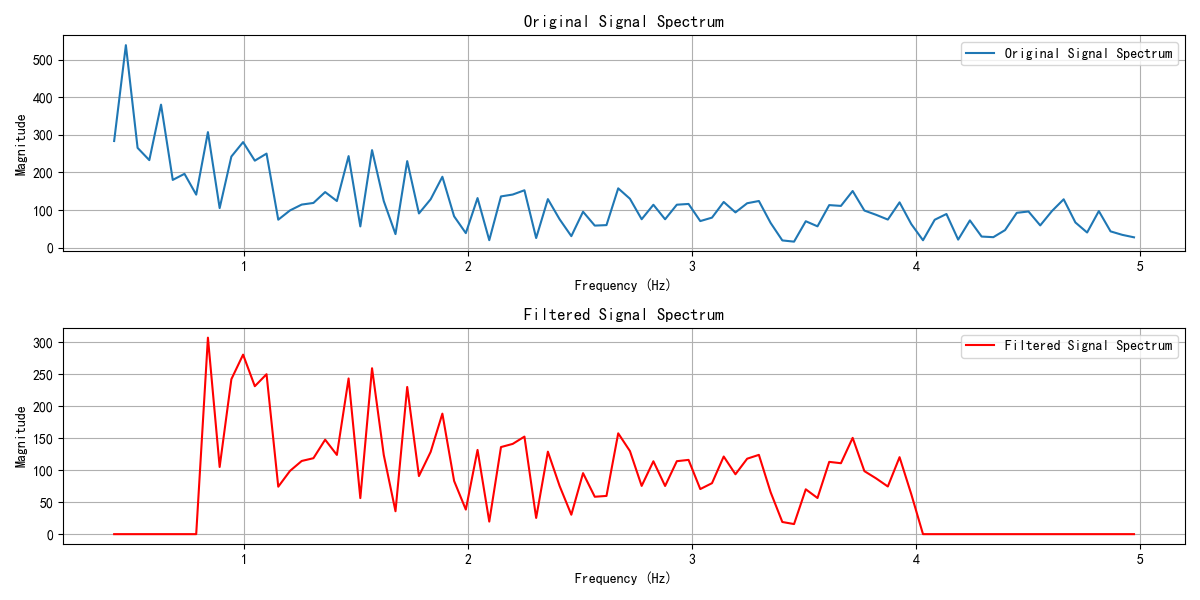 Original Signal Spectrum
Original Signal Spectrum
500
400
300
200
100
0
Magnitude
1 2 3 4 5
Frequency (Hz)
Filtered Signal Spectrum
Filtered Signal Spectrum
300
250
200
150
100
50
0
Magnitude
1 2 3 4 5
Frequency (Hz)